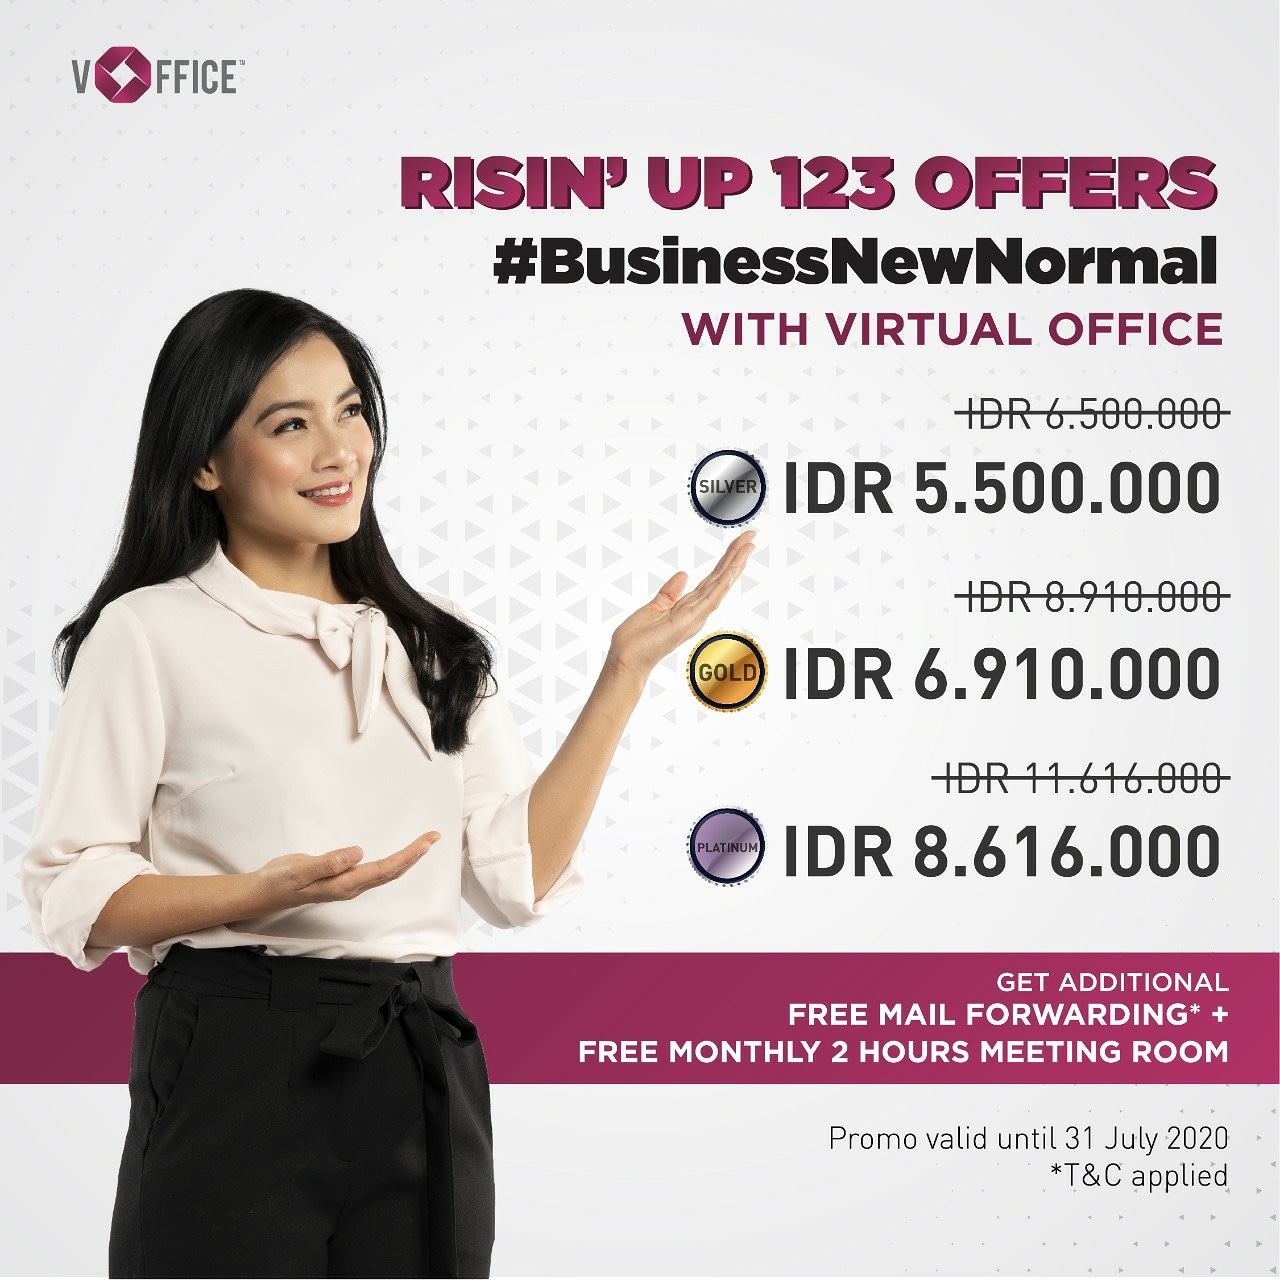 VOFFICE™
RISIN' UP 123 OFFERS
#BusinessNewNormal
WITH VIRTUAL OFFICE
IDR 6.500.000
SILVER IDR 5.500.000
IDR 8.910.000
GOLD IDR 6.910.000
IDR 11.616.000
PLATINUM IDR 8.616.000
GET ADDITIONAL
FREE MAIL FORWARDING* +
FREE MONTHLY 2 HOURS MEETING ROOM
Promo valid until 31 July 2020
*T&C applied